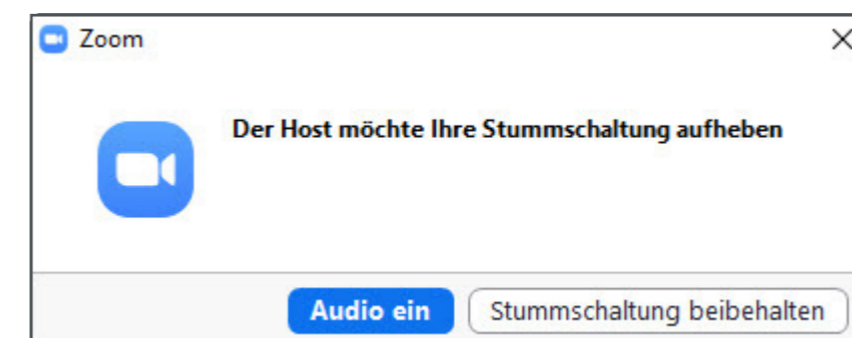 Zoom
Der Host möchte Ihre Stummschaltung aufheben
Audio ein
Stummschaltung beibehalten